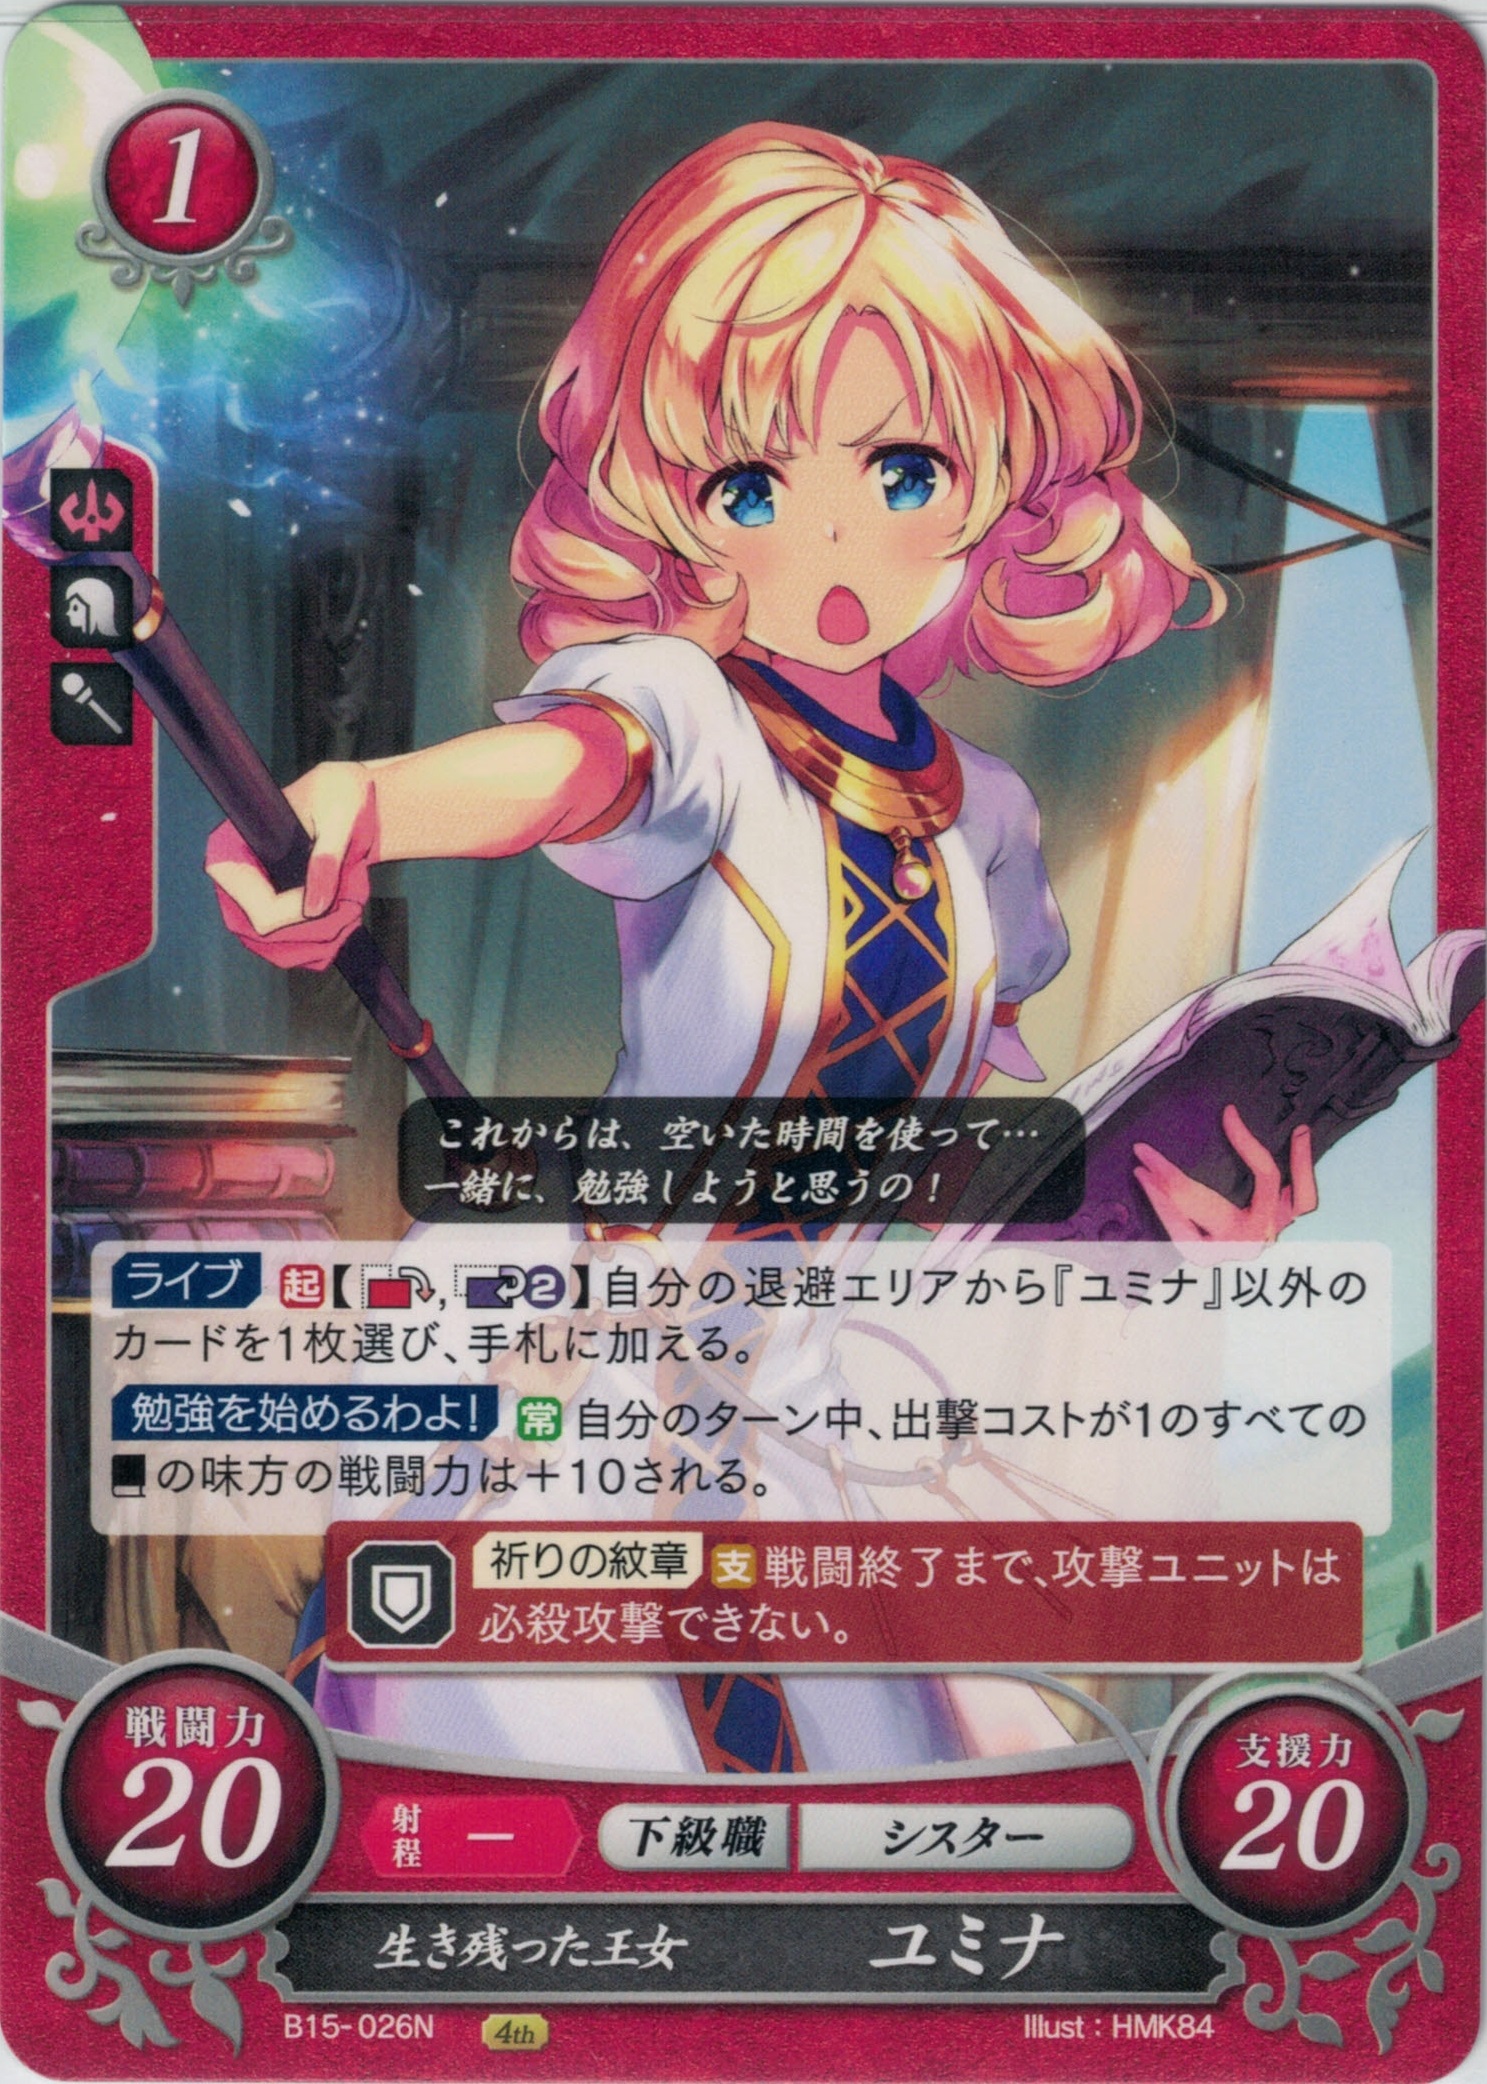 1
これからは、空いた時間を使って…
一緒に、勉強しようと思うの！
ライブ 起【 , 2】自分の退避エリアから『ユミナ』以外の
カードを1枚選び、手札に加える。
勉強を始めるわよ！ 常 自分のターン中、出撃コストが1のすべての
の味方の戦闘力は＋10される。
祈りの紋章 支 戦闘終了まで、攻撃ユニットは
必殺攻撃できない。
戦闘力
20
射程 － 下級職 シスター
支援力
20
生き残った王女 ユミナ
B15-026N 4th Illust：HMK84